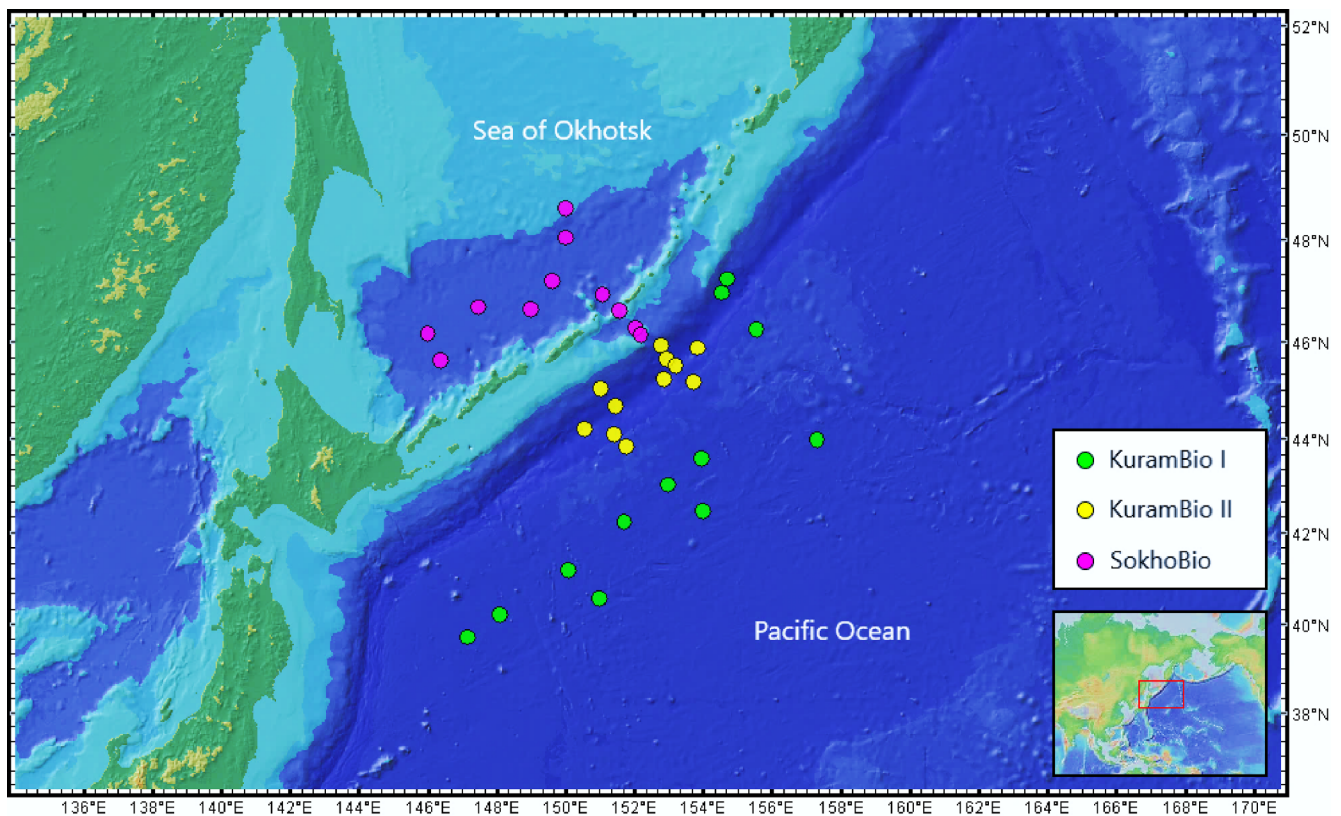 52°N
Sea of Okhotsk
50°N
48°N
46°N
44°N
KuramBio I
KuramBio II
SokhoBio
42°N
40°N
Pacific Ocean
38°N
136°E 138°E 140°E 142°E 144°E 146°E 148°E 150°E 152°E 154°E 156°E 158°E 160°E 162°E 164°E 166°E 168°E 170°E